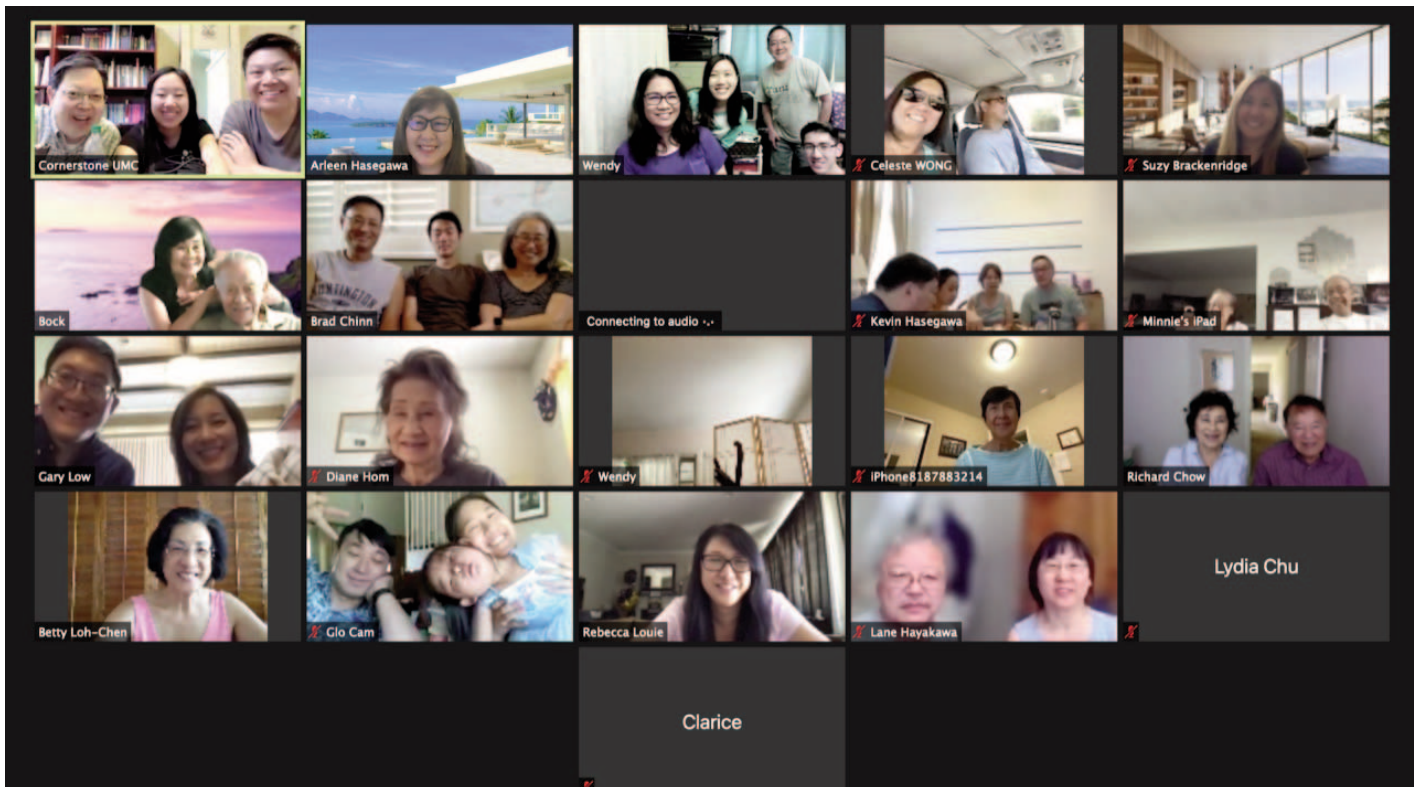 Cornerstone UMC
Arleen Hasegawa
Wendy
Celeste WONG
Suzy Brackenridge
Bock
Brad Chinn
Connecting to audio ...
Kevin Hasegawa
Minnie's iPad
Gary Low
Diane Hom
Wendy
iPhone8187883214
Richard Chow
Betty Loh-Chen
Glo Cam
Rebecca Louie
Lane Hayakawa
Lydia Chu
Clarice